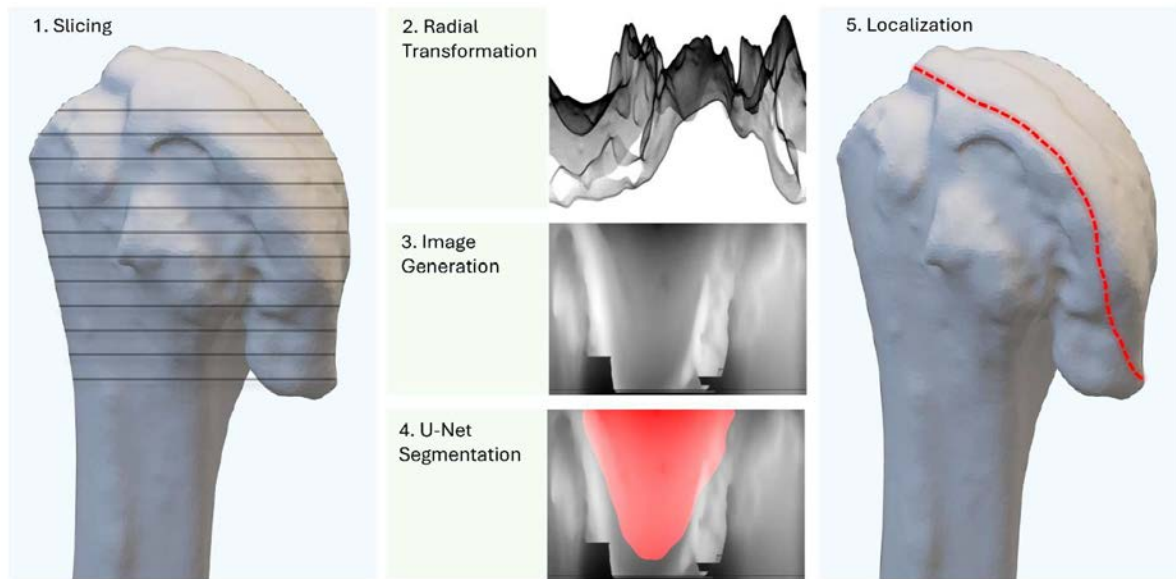 1. Slicing
2. Radial
Transformation
3. Image
Generation
4. U-Net
Segmentation
5. Localization